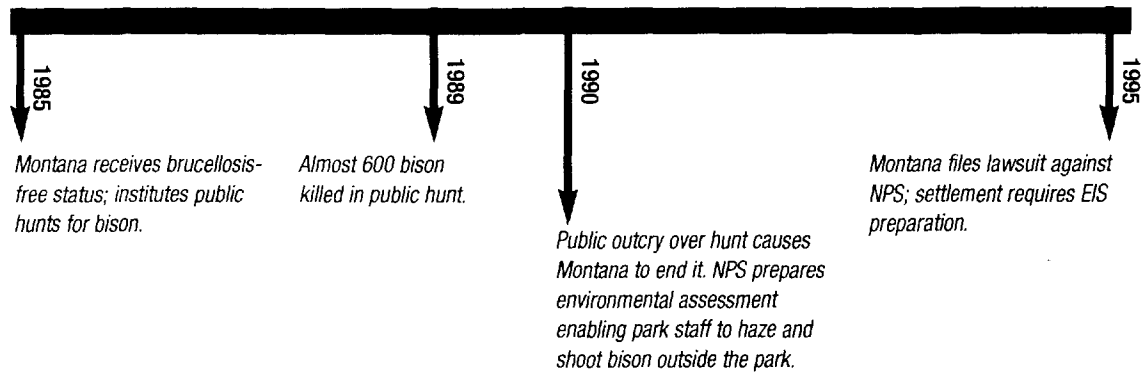 1985
Montana receives brucellosis-
free status; institutes public
hunts for bison.
1989
Almost 600 bison
killed in public hunt.
1990
Public outcry over hunt causes
Montana to end it. NPS prepares
environmental assessment
enabling park staff to haze and
shoot bison outside the park.
1995
Montana files lawsuit against
NPS; settlement requires EIS
preparation.